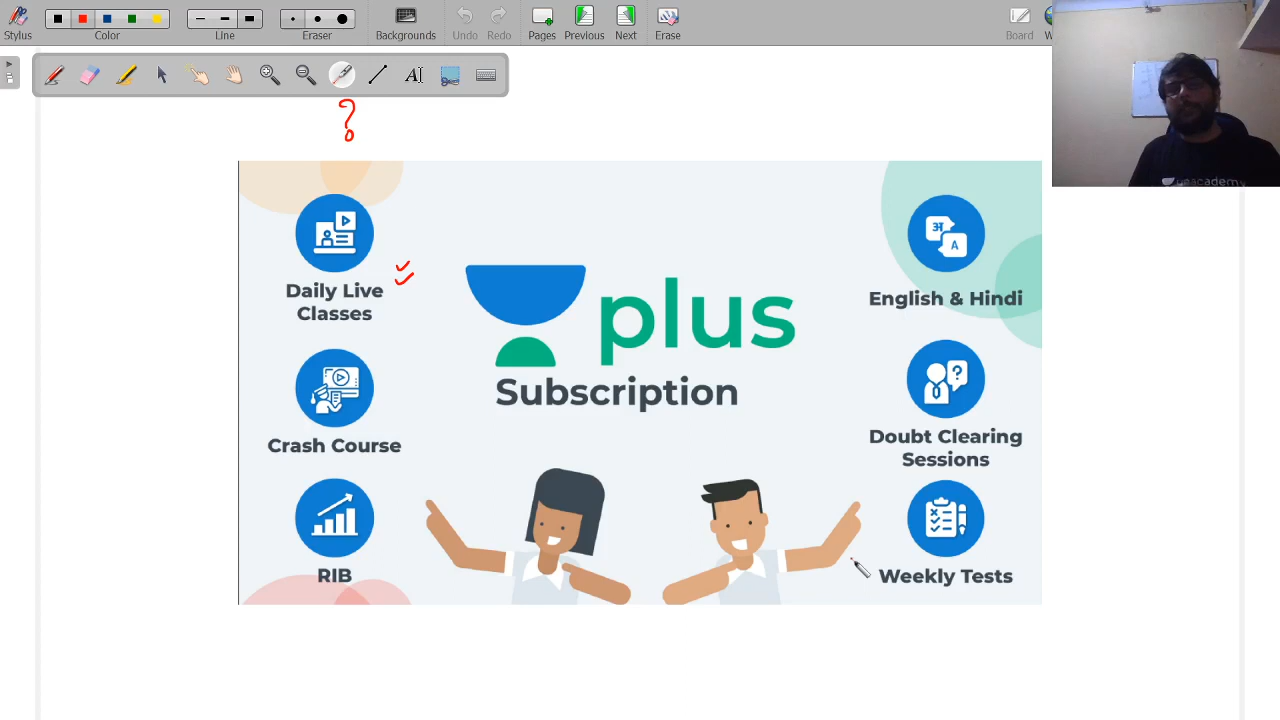 Stylus
Color
Line
Eraser
Backgrounds
Undo
Redo
Pages
Previous
Next
Erase
Board
W
A
?
Daily Live
Classes
Crash Course
RIB
plus
Subscription
अ
A
English & Hindi
?
Doubt Clearing
Sessions
Weekly Tests
unacademy